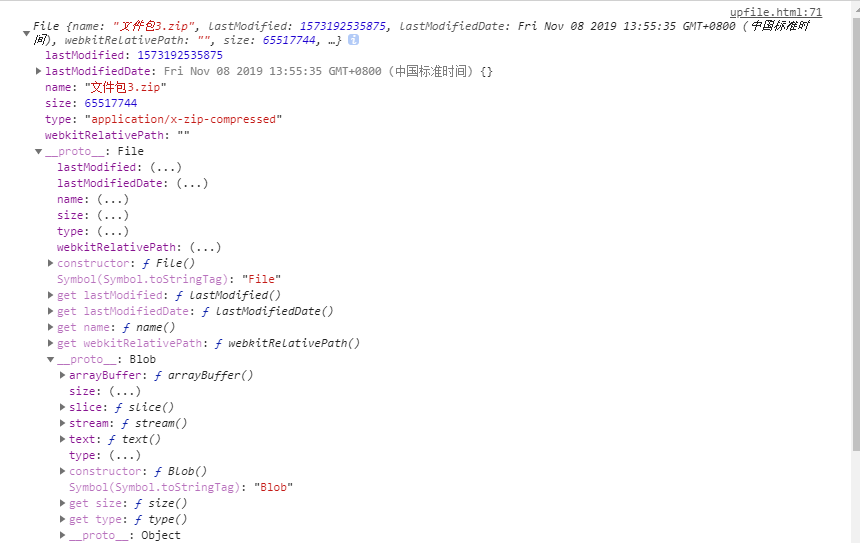 upfile.html:71
File {name: "文件包3.zip", lastModified: 1573192535875, lastModifiedDate: Fri Nov 08 2019 13:55:35 GMT+0800 (中国标准时
间), webkitRelativePath: "", size: 65517744, …}
lastModified: 1573192535875
lastModifiedDate: Fri Nov 08 2019 13:55:35 GMT+0800 (中国标准时间) {}
name: "文件包3.zip"
size: 65517744
type: "application/x-zip-compressed"
webkitRelativePath: ""
__proto__: File
lastModified: (...)
lastModifiedDate: (...)
name: (...)
size: (...)
type: (...)
webkitRelativePath: (...)
constructor: ƒ File()
Symbol(Symbol.toStringTag): "File"
get lastModified: ƒ lastModified()
get lastModifiedDate: ƒ lastModifiedDate()
get name: ƒ name()
get webkitRelativePath: ƒ webkitRelativePath()
__proto__: Blob
arrayBuffer: ƒ arrayBuffer()
size: (...)
slice: ƒ slice()
stream: ƒ stream()
text: ƒ text()
type: (...)
constructor: ƒ Blob()
Symbol(Symbol.toStringTag): "Blob"
get size: ƒ size()
get type: ƒ type()
__proto__: Object